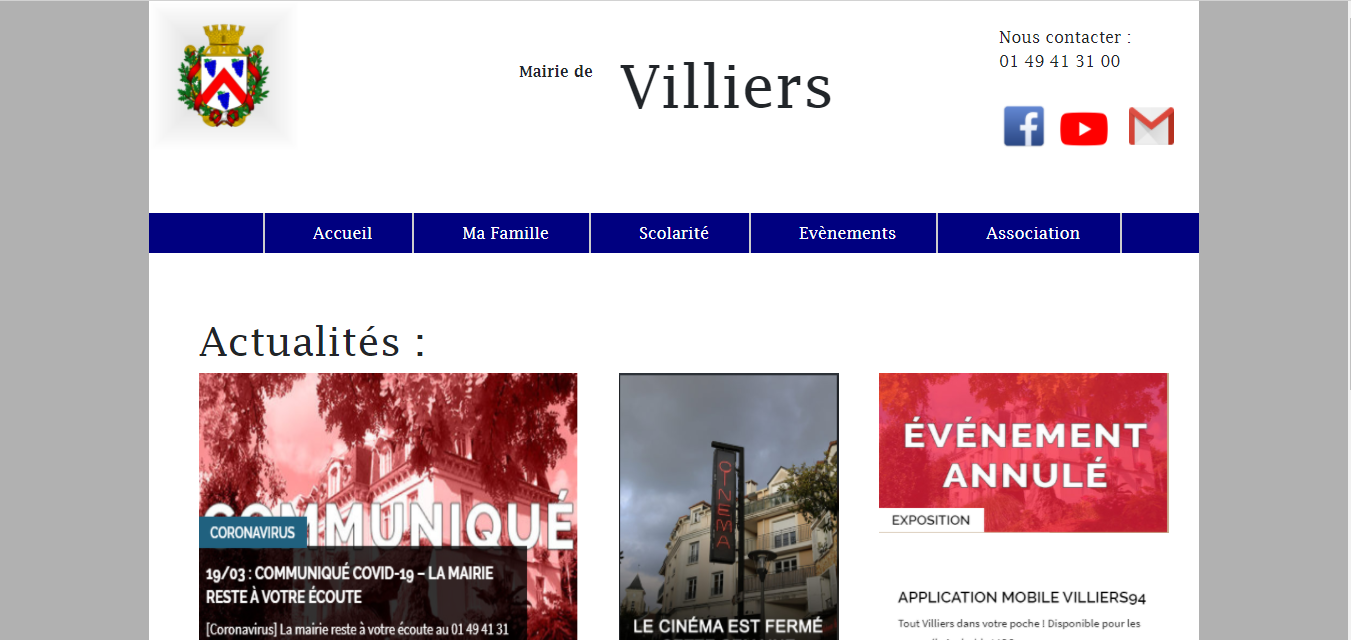 Mairie de Villiers
Nous contacter :
01 49 41 31 00
Accueil Ma Famille Scolarité Evènements Association
Actualités :
COMMUNIQUÉ
CORONAVIRUS
19/03 : COMMUNIQUÉ COVID-19 – LA MAIRIE
RESTE À VOTRE ÉCOUTE
[Coronavirus] La mairie reste à votre écoute au 01 49 41 31
CINEMA
LE CINÉMA EST FERMÉ
ÉVÉNEMENT
ANNULÉ
EXPOSITION
APPLICATION MOBILE VILLIERS94
Tout Villiers dans votre poche ! Disponible pour les